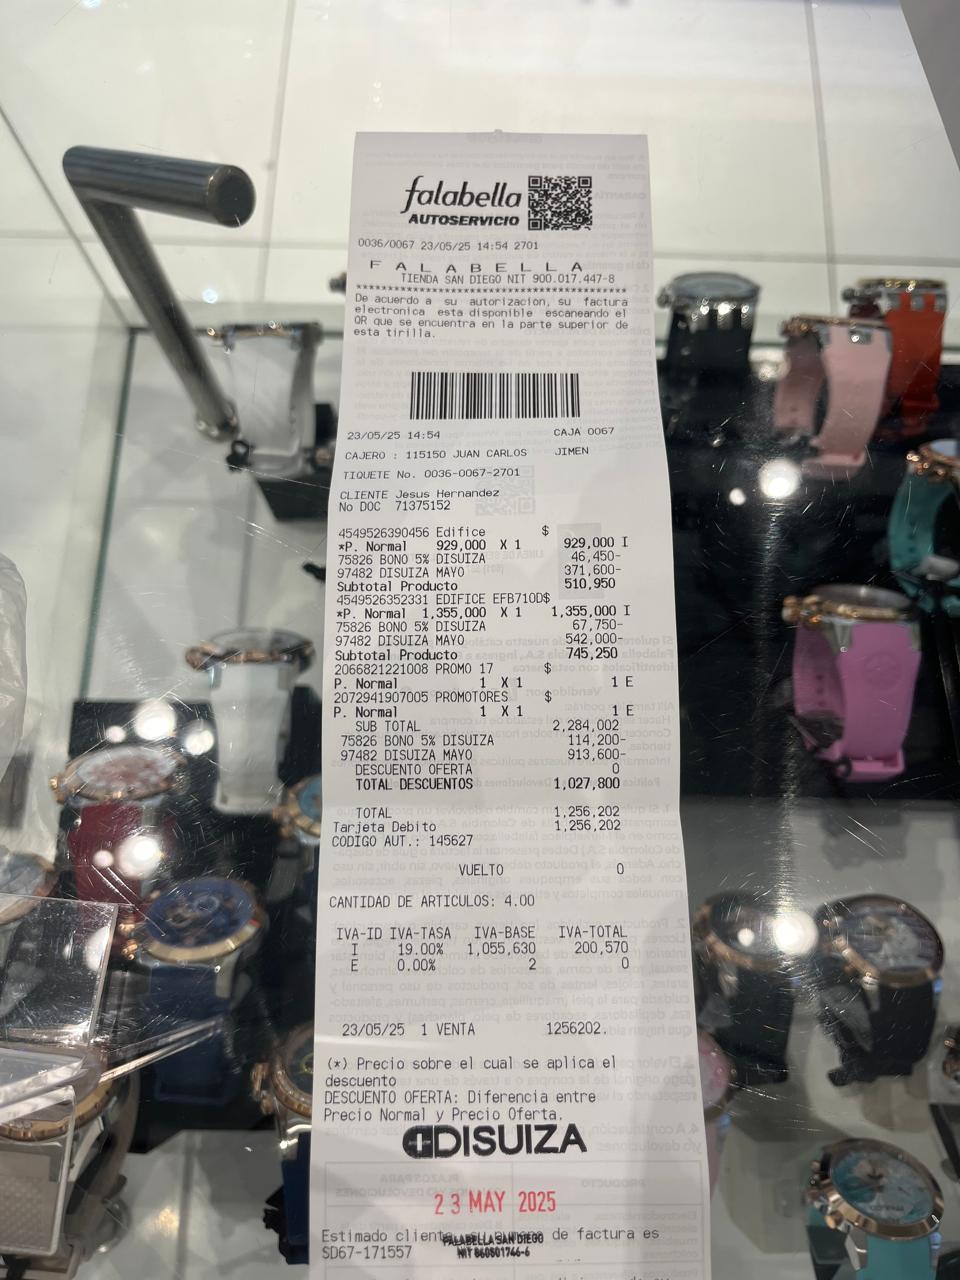 falabella
AUTOSERVICIO
0036/0067 23/05/25 14:54 2701
F A L A B E L L A
TIENDA SAN DIEGO NIT 900.017.447-8
****************************************
De acuerdo a su autorizacion, su factura
electronica esta disponible escaneando el
QR que se encuentra en la parte superior de
esta tirilla.
23/05/25 14:54 CAJA 0067
CAJERO : 115150 JUAN CARLOS JIMEN
TIQUETE No. 0036-0067-2701
CLIENTE Jesus Hernandez
No DOC 71375152
4549526390456 Edifice $
*P. Normal 929,000 X 1 929,000 I
75826 BONO 5% DISUIZA 46,450-
97482 DISUIZA MAYO 371,600-
Subtotal Producto 510,950
4549526352331 EDIFICE EFB710D$
*P. Normal 1,355,000 X 1 1,355,000 I
75826 BONO 5% DISUIZA 67,750-
97482 DISUIZA MAYO 542,000-
Subtotal Producto 745,250
2066821221008 PROMO 17 $
P. Normal 1 X 1 1 E
2072941907005 PROMOTORES $
P. Normal 1 X 1 1 E
SUB TOTAL 2,284,002
75826 BONO 5% DISUIZA 114,200-
97482 DISUIZA MAYO 913,600-
DESCUENTO OFERTA 0
TOTAL DESCUENTOS 1,027,800
TOTAL 1,256,202
Tarjeta Debito 1,256,202
CODIGO AUT.: 145627
VUELTO 0
CANTIDAD DE ARTICULOS: 4.00
IVA-ID IVA-TASA IVA-BASE IVA-TOTAL
I 19.00% 1,055,630 200,570
E 0.00% 2 0
23/05/25 1 VENTA 1256202.
(*) Precio sobre el cual se aplica el
descuento
DESCUENTO OFERTA: Diferencia entre
Precio Normal y Precio Oferta.
DISUIZA
23 MAY 2025
Estimado cliente, su numero de factura es
FALABELLA SAN DIEGO
SD67-171557
NIT 860801746-6